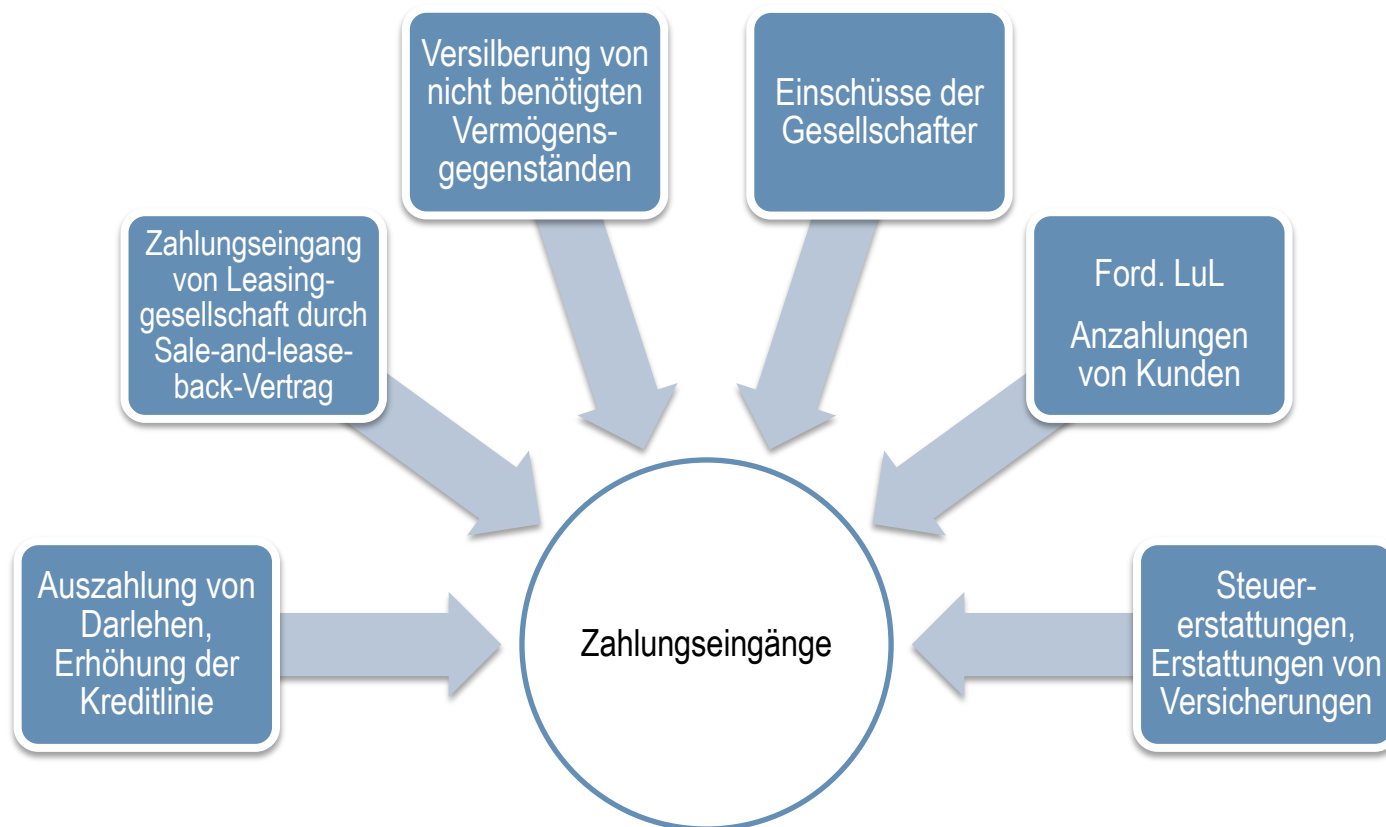 Versilberung von
nicht benötigten
Vermögens-
gegenständen
Einschüsse der
Gesellschafter
Zahlungseingang
von Leasing-
gesellschaft durch
Sale-and-lease-
back-Vertrag
Ford. LuL
Anzahlungen
von Kunden
Auszahlung von
Darlehen,
Erhöhung der
Kreditlinie
Zahlungseingänge
Steuer-
erstattungen,
Erstattungen von
Versicherungen